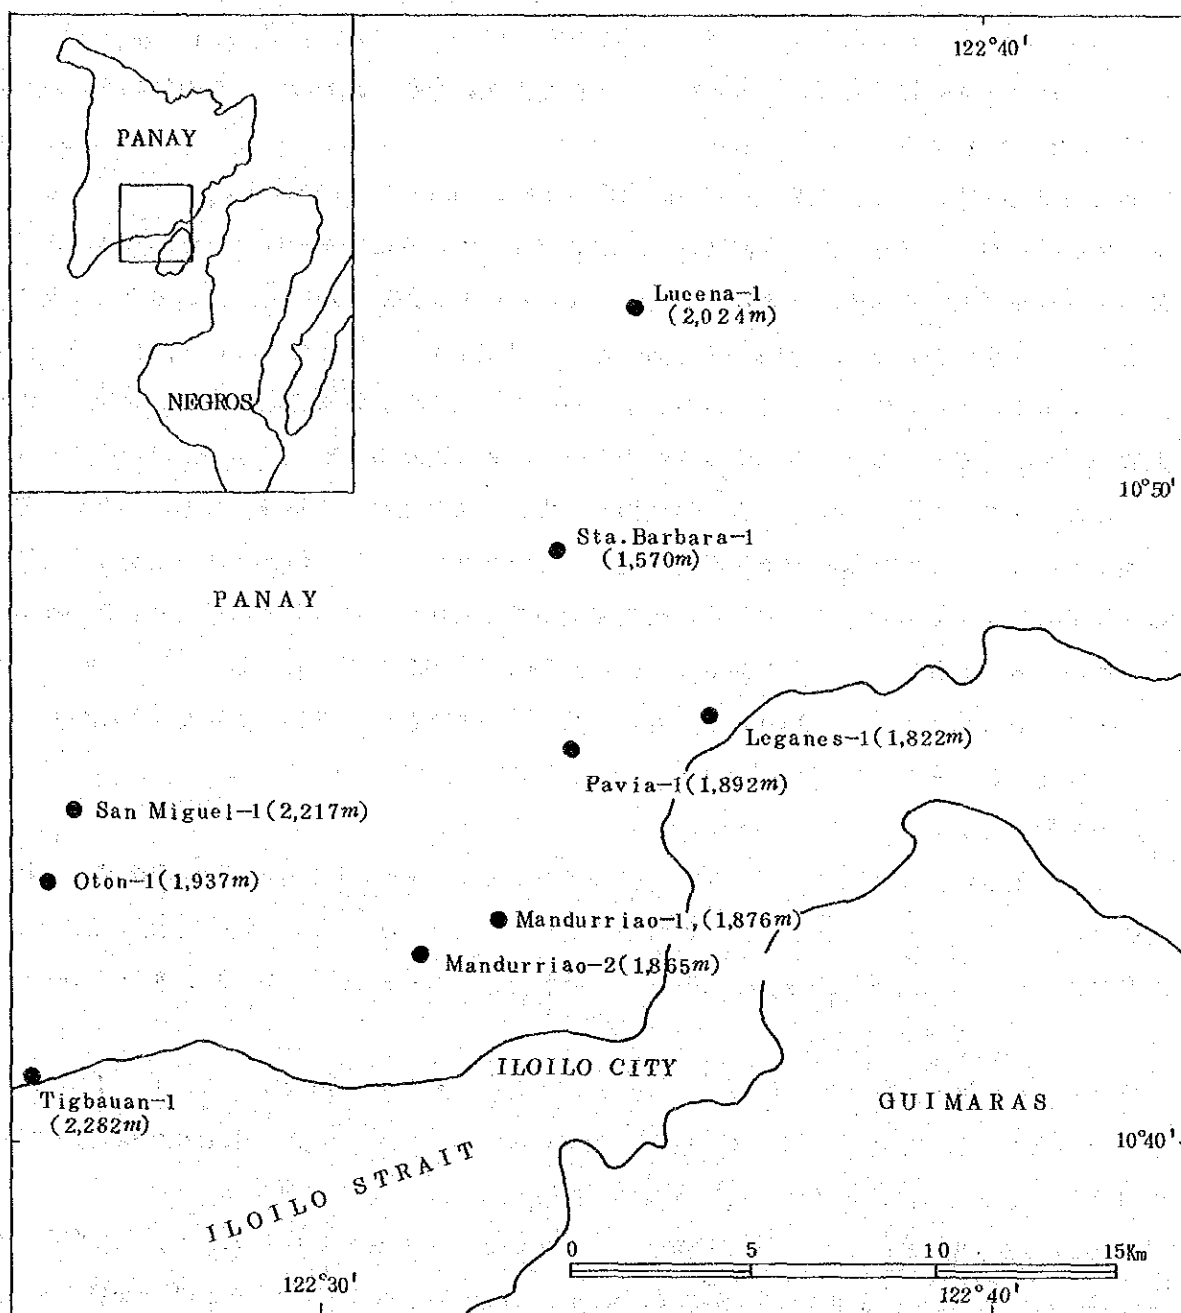 122°40'
PANAY
NEGROS
Lucena-1
(2,024m)
10°50'
Sta.Barbara-1
(1,570m)
PANAY
Leganes-1(1,822m)
Pavia-1(1,892m)
San Miguel-1(2,217m)
Oton-1(1,937m)
Mandurriao-1,(1,876m)
Mandurriao-2(1,865m)
ILOILO CITY
Tigbauan-1
(2,282m)
GUIMARAS
10°40'
ILOILO STRAIT
0 5 10 15Km
122°30'
122°40'